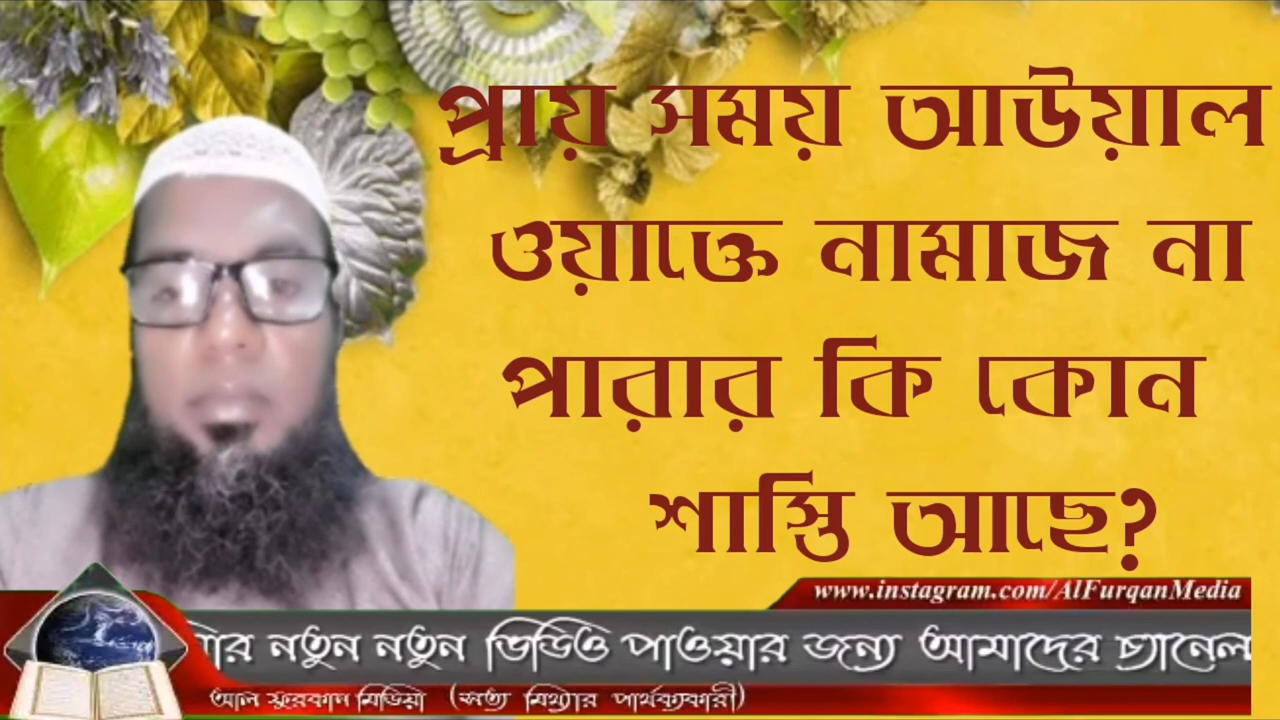 প্রায় সময় আউয়াল
ওয়াক্তে নামাজ না
পারার কি কোন
শাস্তি আছে?
www.instagram.com/AlFurqanMedia
নতুন নতুন ভিডিও পাওয়ার জন্য আমাদের চ্যানেল
আল ফুরকান মিডিয়া (সত্য মিথ্যার পার্থক্যকারী)